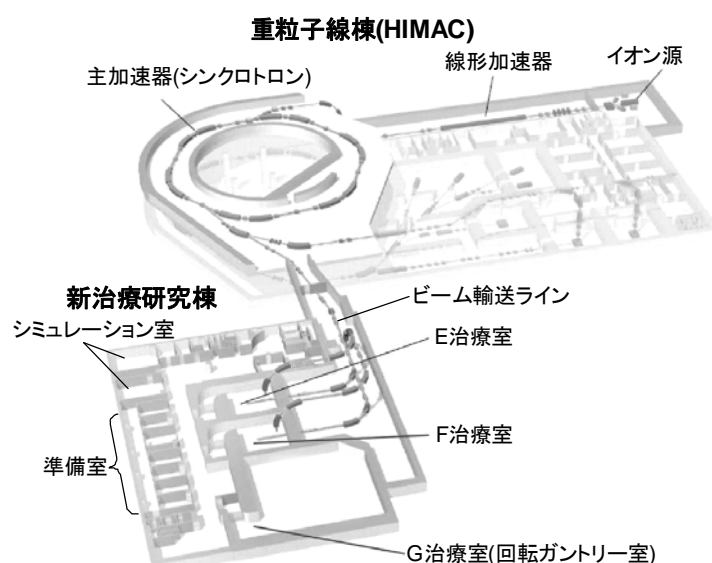 重粒子線棟(HIMAC)
主加速器(シンクロトロン)
線形加速器
イオン源
新治療研究棟
シミュレーション室
ビーム輸送ライン
E治療室
F治療室
準備室
G治療室(回転ガントリー室)